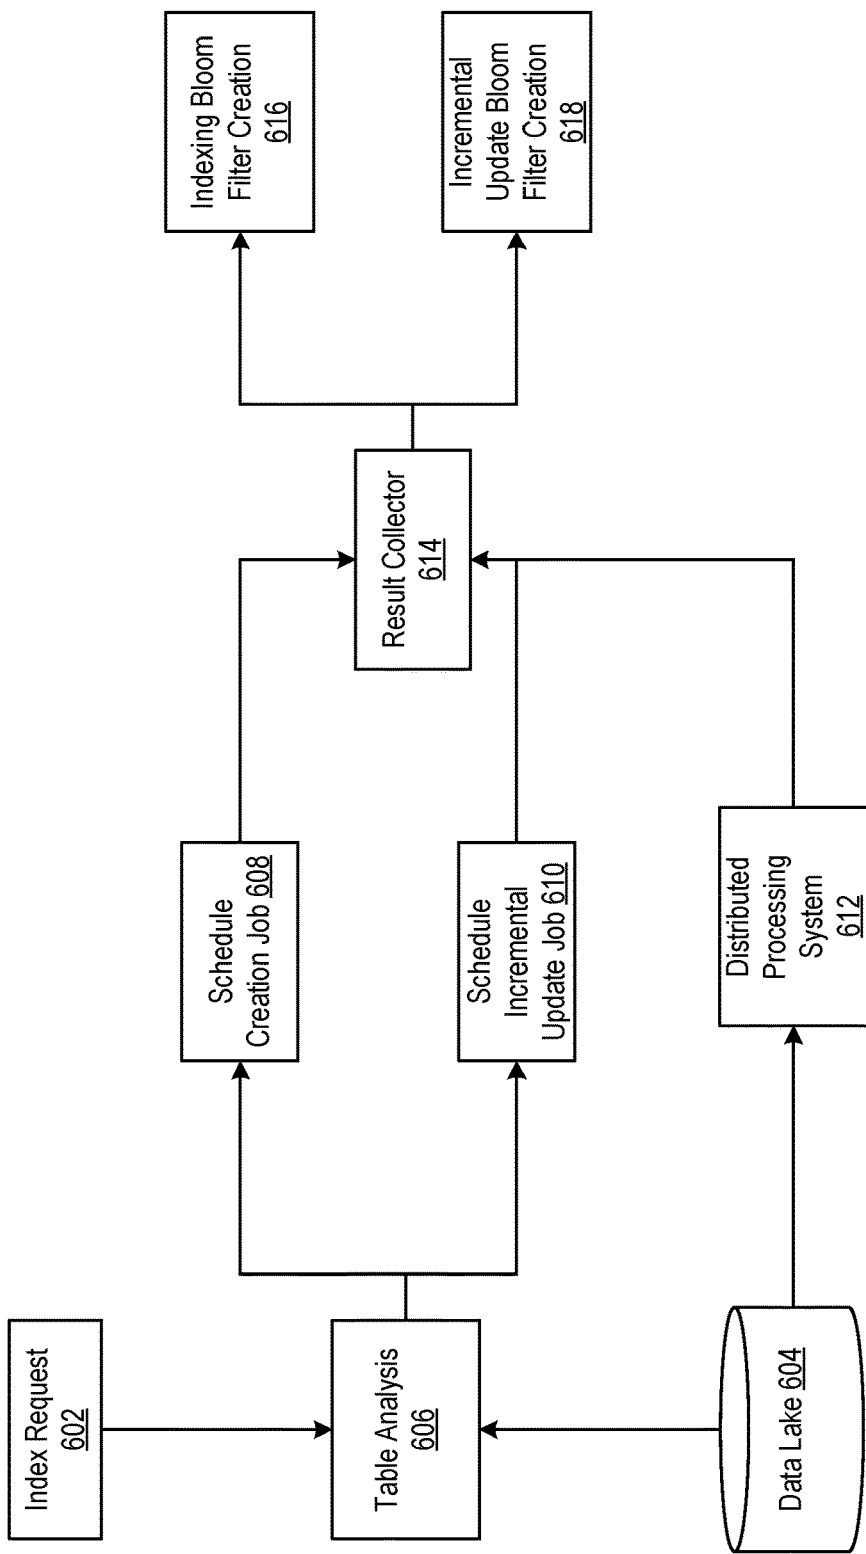 Index Request
602
Table Analysis
606
Data Lake 604
Schedule
Creation Job 608
Schedule
Incremental
Update Job 610
Distributed
Processing
System
612
Result Collector
614
Indexing Bloom
Filter Creation
616
Incremental
Update Bloom
Filter Creation
618